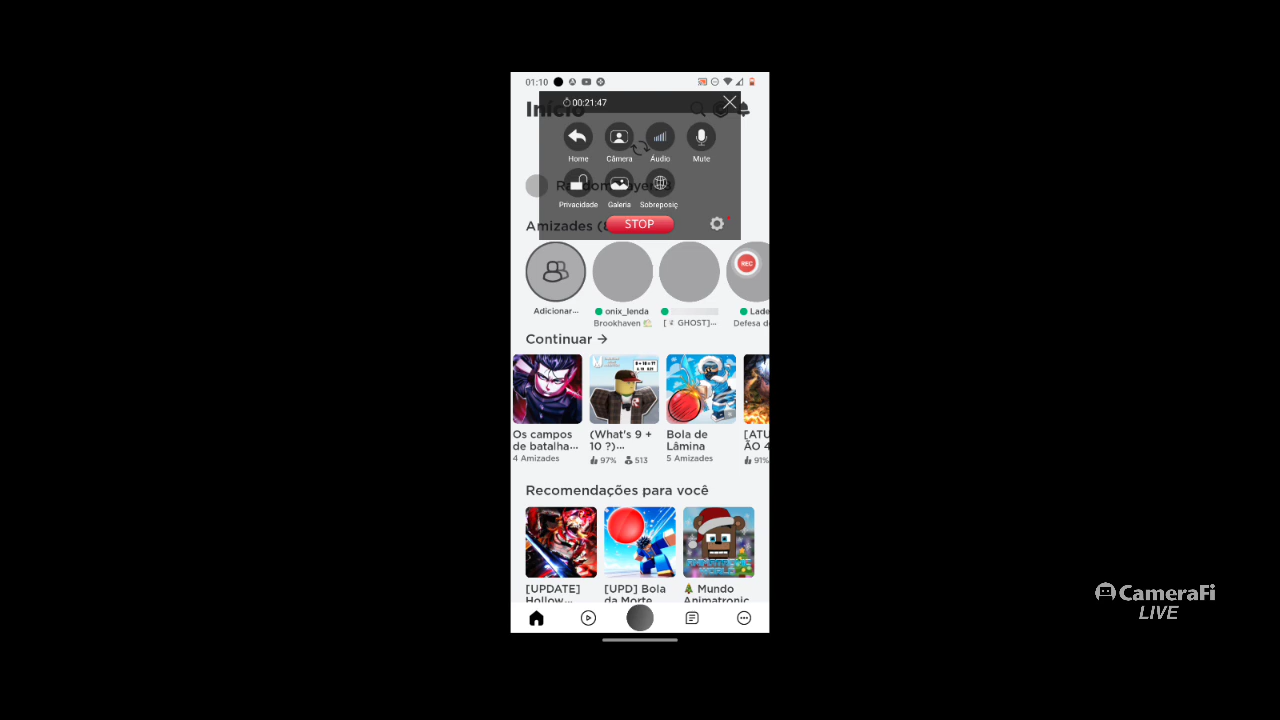 01:10
Início
00:21:47
Home
Câmera
Áudio
Mute
Privacidade
Galeria
Sobreposiç
Amizades (
STOP
REC
Adicionar...
onix_lenda
Brookhaven
[ GHOST]...
Lade
Defesa d
Continuar →
8 + 10 = ??
Os campos
de batalha...
4 Amizades
(What's 9 +
10 ?)...
97% 513
Bola de
Lâmina
5 Amizades
[ATU
ÃO 4
91%
Recomendações para você
[UPDATE]
Hollow...
[UPD] Bola
da Morte
Mundo
Animatronic
CameraFi
LIVE